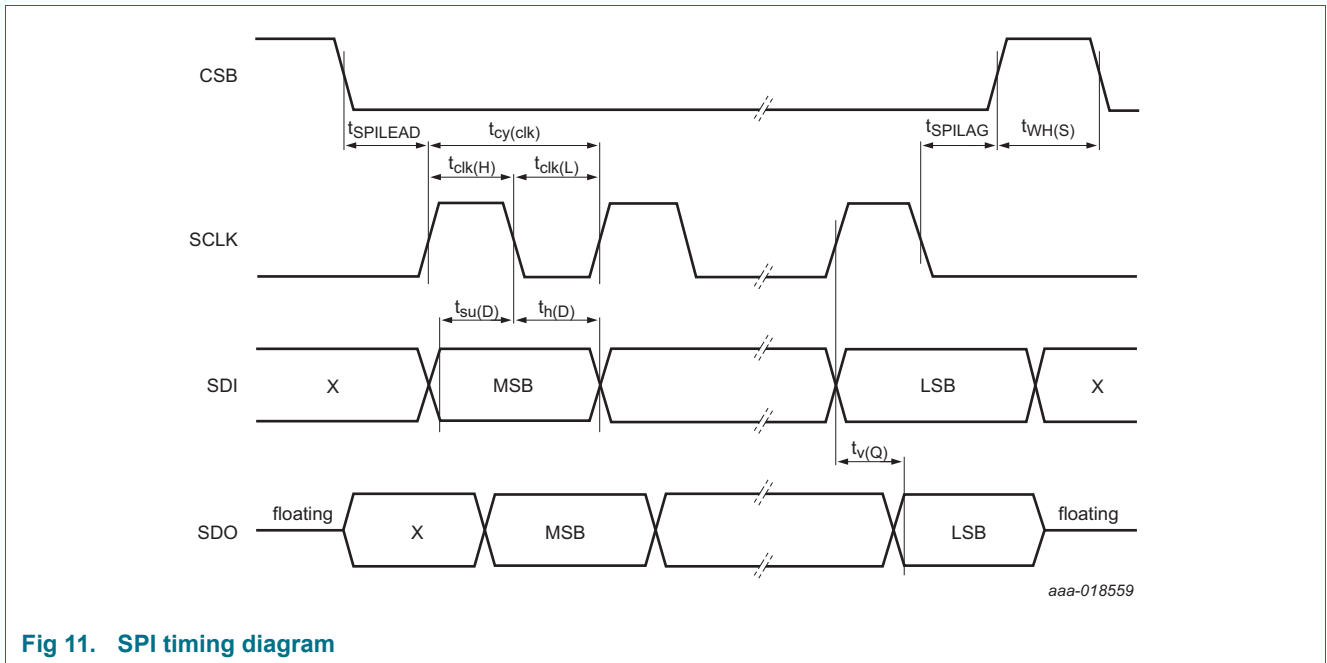 CSB
tSPILEAD
tcy(clk)
tSPILAG
tWH(S)
tclk(H)
tclk(L)
SCLK
tsu(D)
th(D)
SDI
X
MSB
LSB
X
tv(Q)
SDO
floating
X
MSB
LSB
floating
aaa-018559
Fig 11. SPI timing diagram